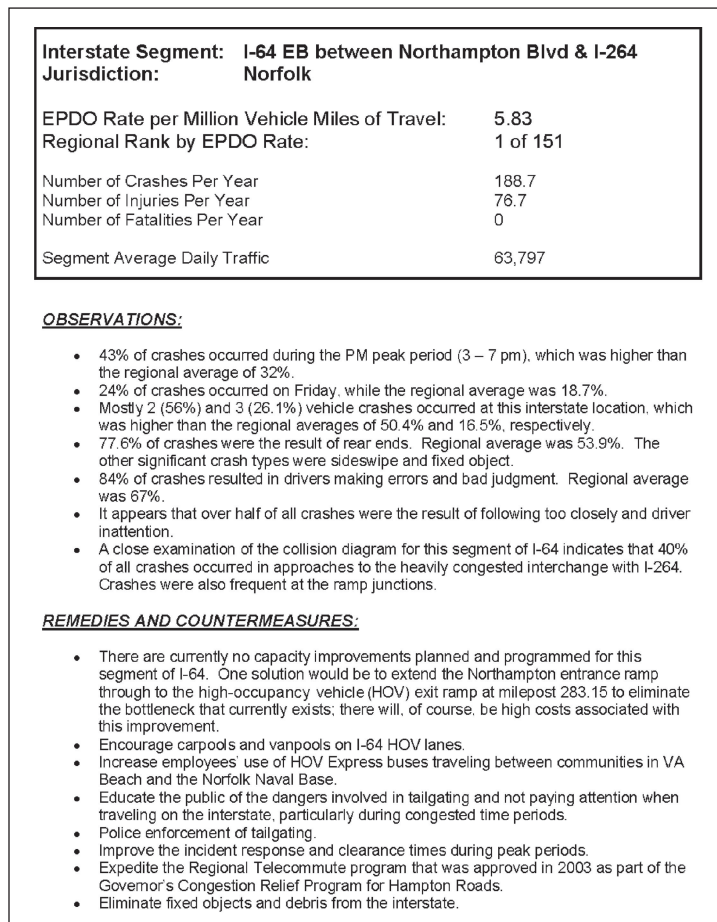 Interstate Segment: I-64 EB between Northampton Blvd & I-264
Jurisdiction: Norfolk
EPDO Rate per Million Vehicle Miles of Travel: 5.83
Regional Rank by EPDO Rate: 1 of 151
Number of Crashes Per Year 188.7
Number of Injuries Per Year 76.7
Number of Fatalities Per Year 0
Segment Average Daily Traffic 63,797
OBSERVATIONS:
• 43% of crashes occurred during the PM peak period (3 – 7 pm), which was higher than
the regional average of 32%.
• 24% of crashes occurred on Friday, while the regional average was 18.7%.
• Mostly 2 (56%) and 3 (26.1%) vehicle crashes occurred at this interstate location, which
was higher than the regional averages of 50.4% and 16.5%, respectively.
• 77.6% of crashes were the result of rear ends. Regional average was 53.9%. The
other significant crash types were sideswipe and fixed object.
• 84% of crashes resulted in drivers making errors and bad judgment. Regional average
was 67%.
• It appears that over half of all crashes were the result of following too closely and driver
inattention.
• A close examination of the collision diagram for this segment of I-64 indicates that 40%
of all crashes occurred in approaches to the heavily congested interchange with I-264.
Crashes were also frequent at the ramp junctions.
REMEDIES AND COUNTERMEASURES:
• There are currently no capacity improvements planned and programmed for this
segment of I-64. One solution would be to extend the Northampton entrance ramp
through to the high-occupancy vehicle (HOV) exit ramp at milepost 283.15 to eliminate
the bottleneck that currently exists; there will, of course, be high costs associated with
this improvement.
• Encourage carpools and vanpools on I-64 HOV lanes.
• Increase employees' use of HOV Express buses traveling between communities in VA
Beach and the Norfolk Naval Base.
• Educate the public of the dangers involved in tailgating and not paying attention when
traveling on the interstate, particularly during congested time periods.
• Police enforcement of tailgating.
• Improve the incident response and clearance times during peak periods.
• Expedite the Regional Telecommute program that was approved in 2003 as part of the
Governor's Congestion Relief Program for Hampton Roads.
• Eliminate fixed objects and debris from the interstate.